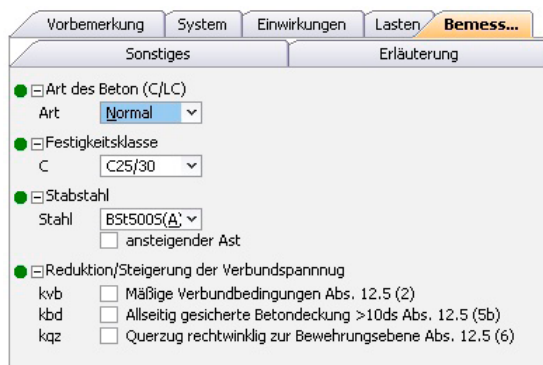 Vorbemerkung System Einwirkungen Lasten Bemess...
Sonstiges Erläuterung
Art des Beton (C/LC)
Art Normal
Festigkeitsklasse
C C25/30
Stabstahl
Stahl BSt500S(A)
ansteigender Ast
Reduktion/Steigerung der Verbundspannnug
kvb Mäßige Verbundbedingungen Abs. 12.5 (2)
kbd Allseitig gesicherte Betondeckung >10ds Abs. 12.5 (5b)
kqz Querzug rechtwinklig zur Bewehrungsebene Abs. 12.5 (6)